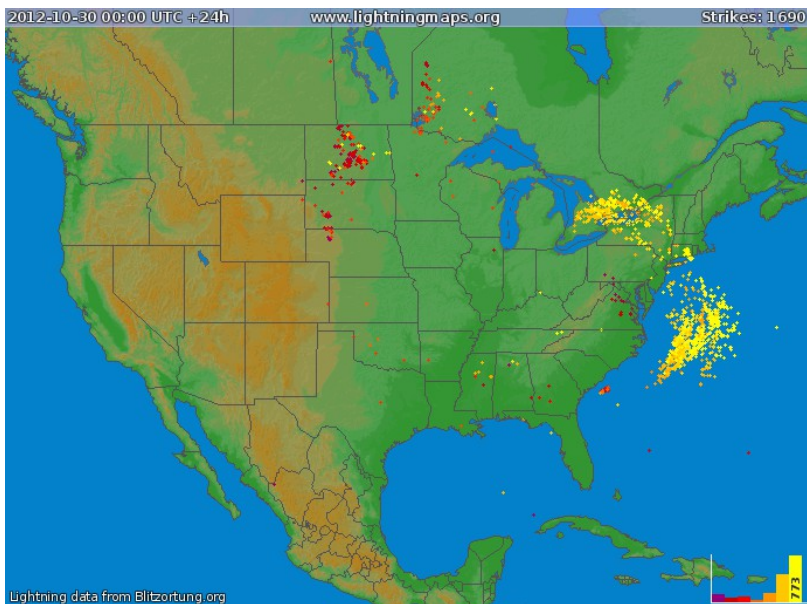 2012-10-30 00:00 UTC +24h www.lightningmaps.org Strikes: 1690
773
Lightning data from Blitzortung.org